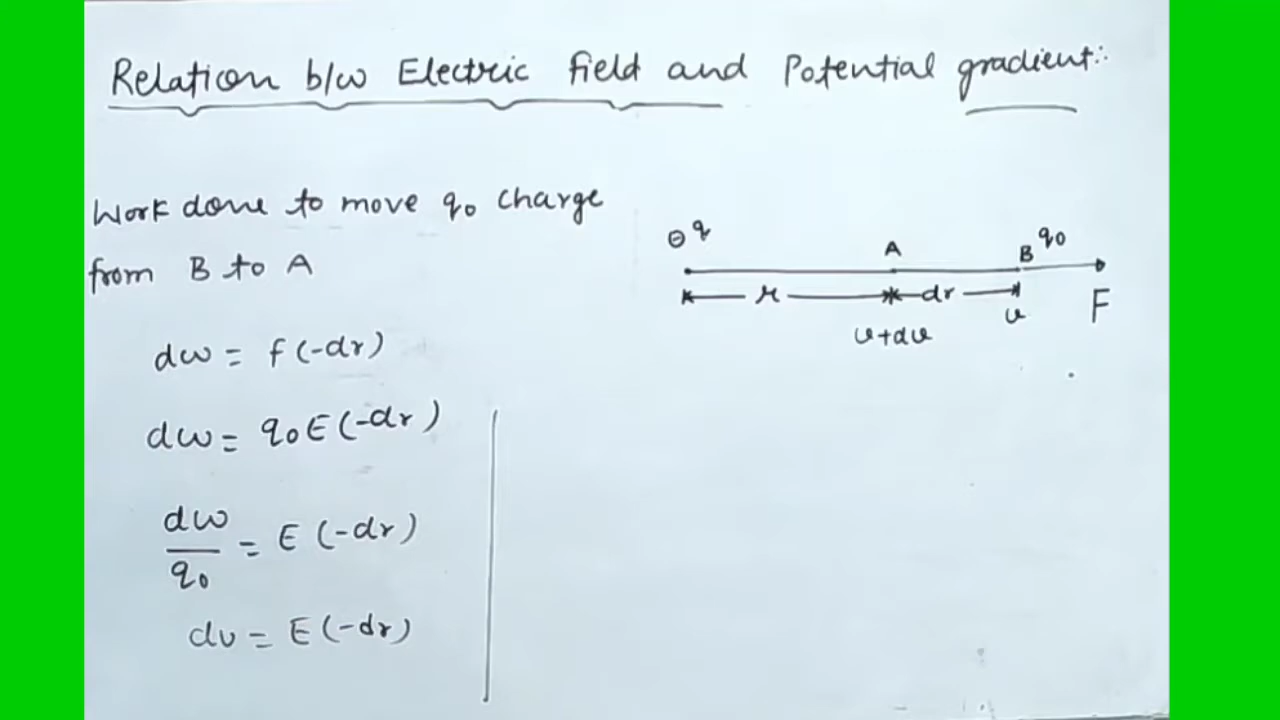 Relation b/w Electric field and Potential gradient:
Work done to move q₀ charge
from B to A
dw = f(-dr)
dw = q₀E(-dr)
dw/q₀ = E(-dr)
dv = E(-dr)
q A B q₀
r dr F
v+dv v